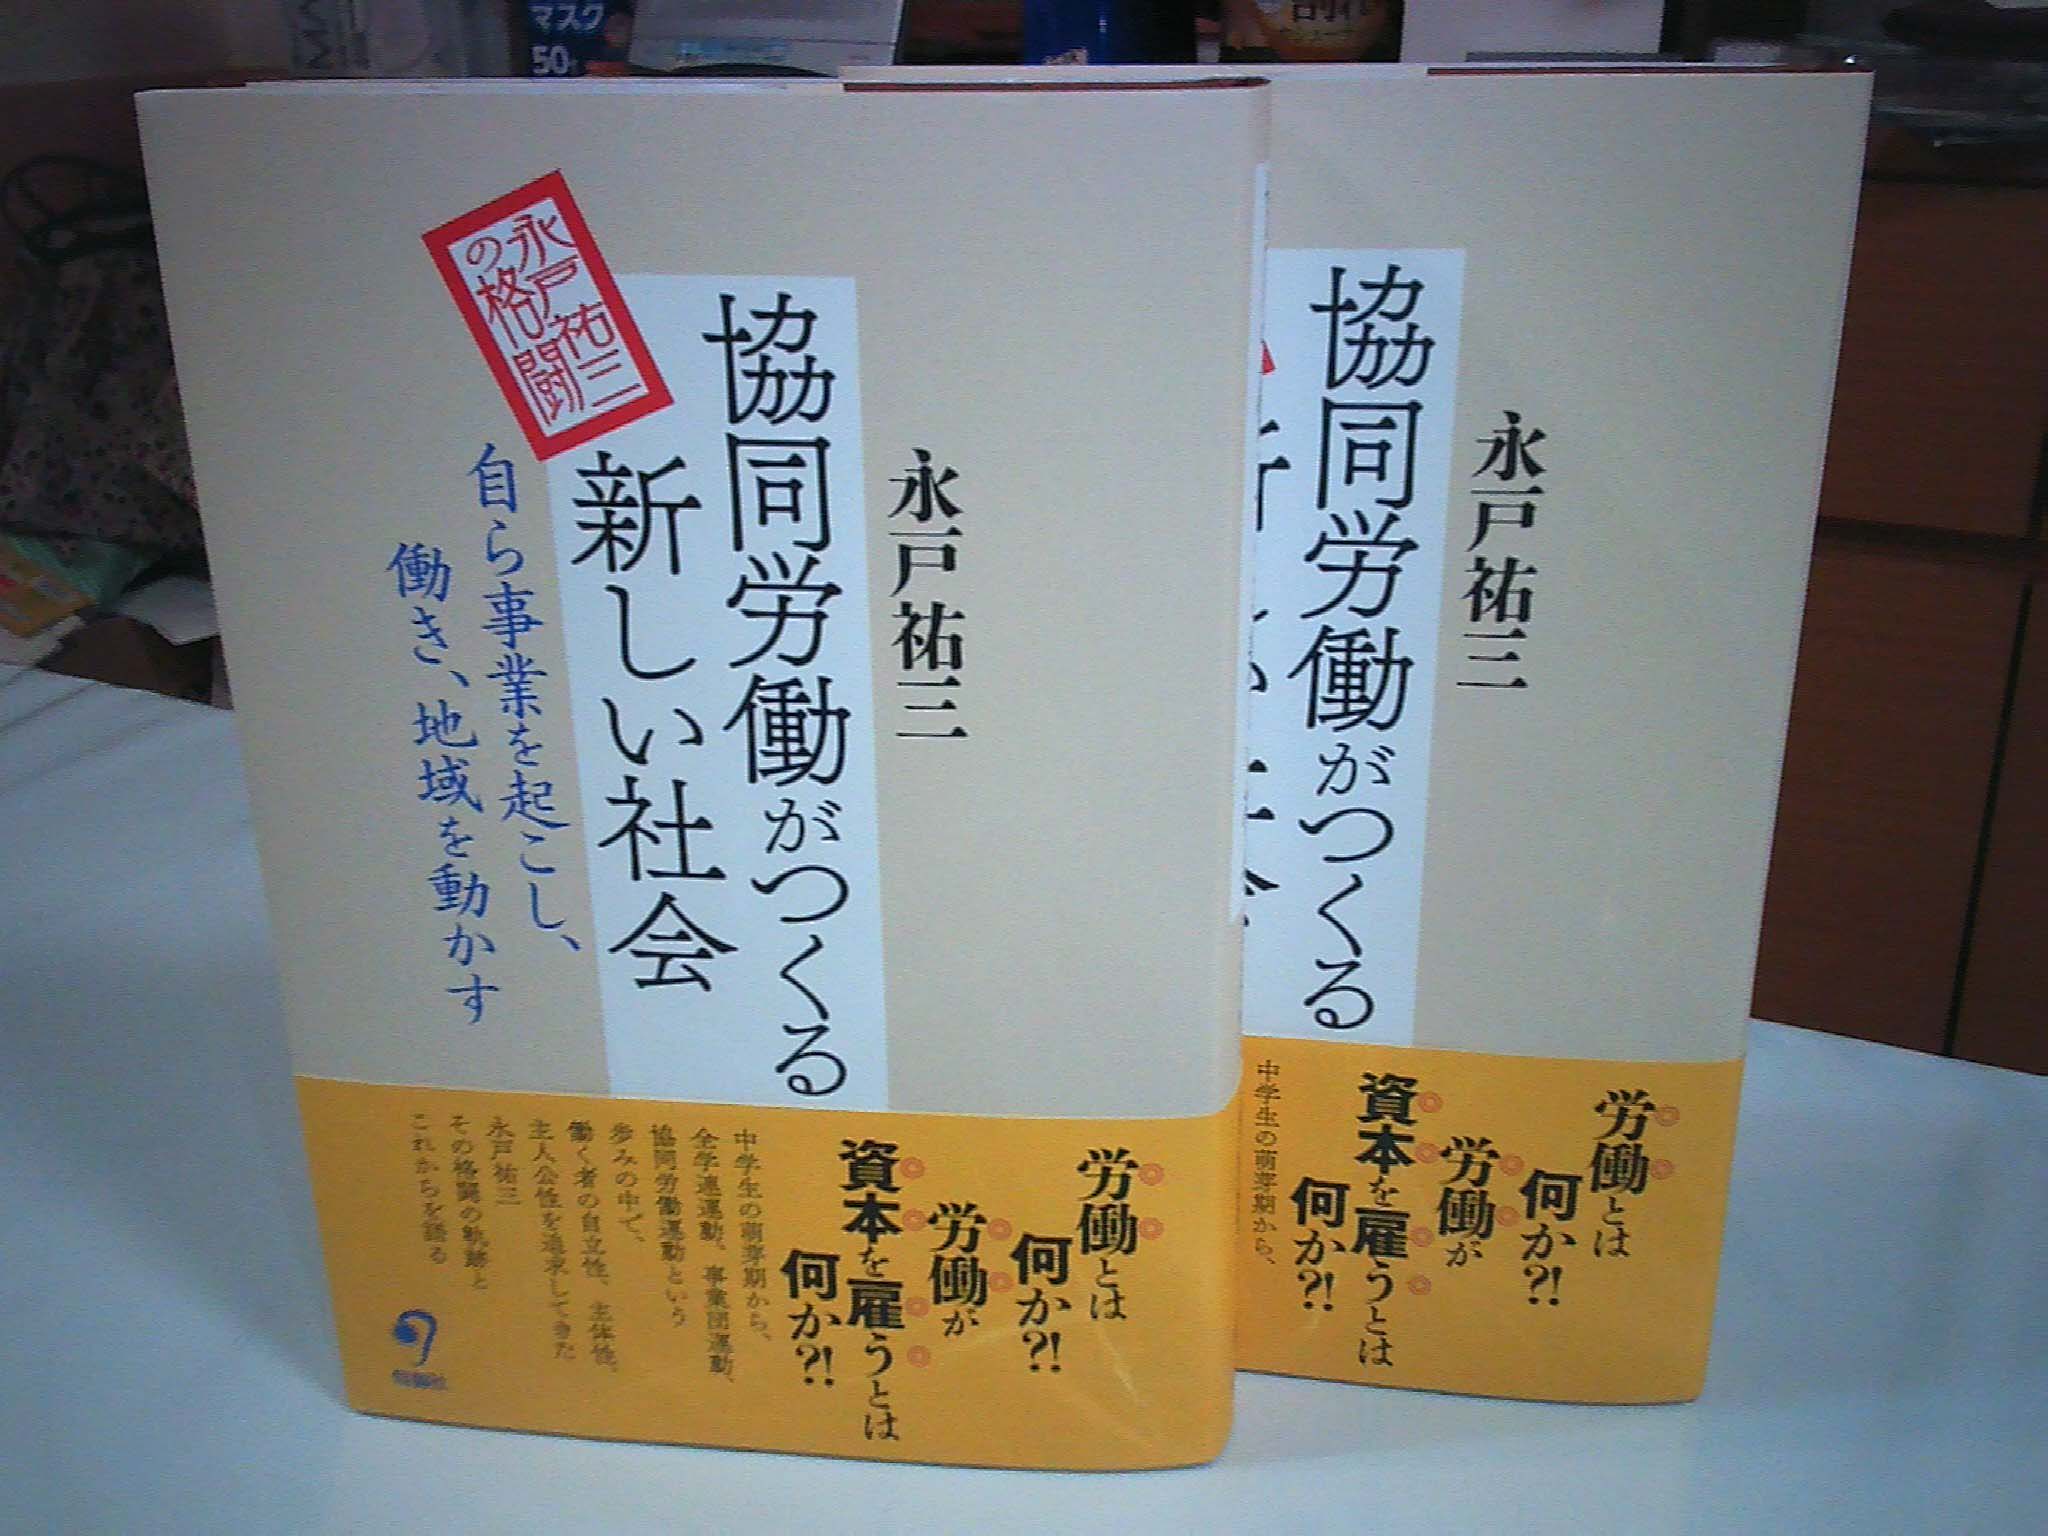 マスク
50
永戸祐三
協同労働がつくる
新しい社会
永戸祐三
の格闘
自ら事業を起こし、
働き、地域を動かす
労働とは
何か?!
労働が
資本を雇うとは
何か?!
中学生の萌芽期から、
全学連運動、事業団運動、
協同労働運動という
歩みの中で、
働く者の自立性、主体性、
主人公性を追求してきた
永戸祐三
その格闘の軌跡と
これからを語る
永戸祐三
協同労働がつくる
労働とは
何か?!
労働が
資本を雇うとは
何か?!
中学生の萌芽期から、